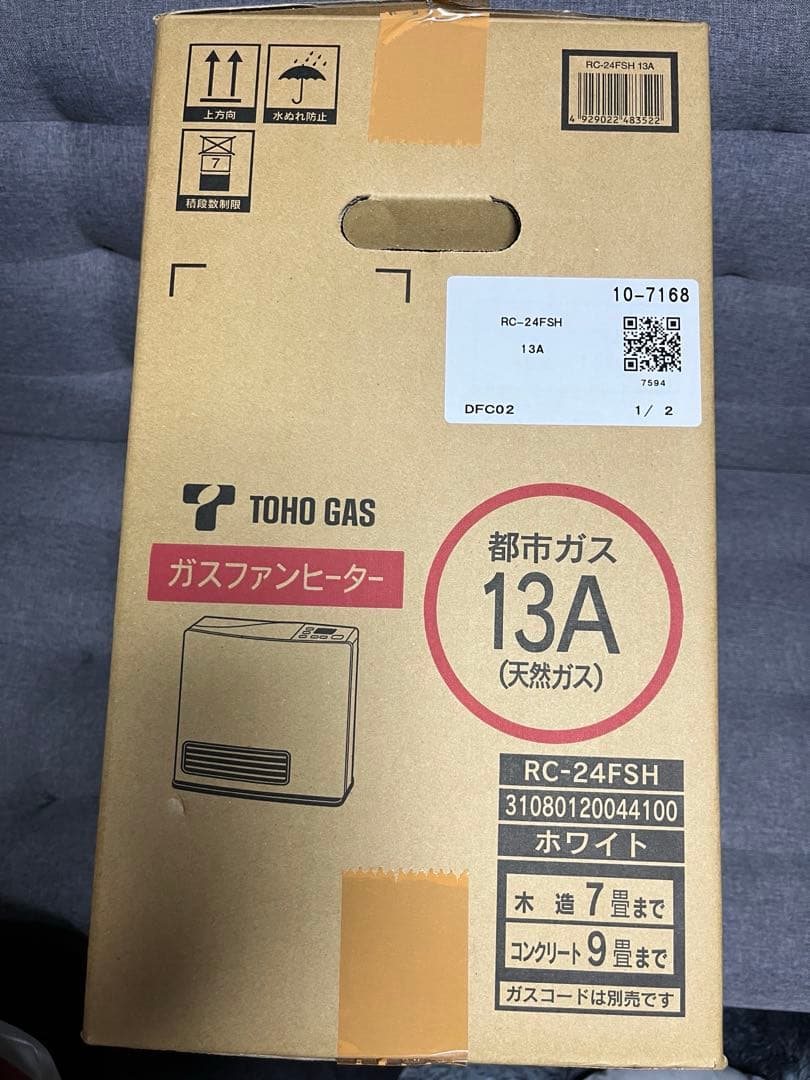 上方向
水ぬれ防止
RC-24FSH 13A
4 929022 483522
7
積段数制限
10-7168
RC-24FSH
13A
7594
DFC02
1/ 2
TOHO GAS
ガスファンヒーター
都市ガス
13A
(天然ガス)
RC-24FSH
31080120044100
ホワイト
木造7畳まで
コンクリート9畳まで
ガスコードは別売です